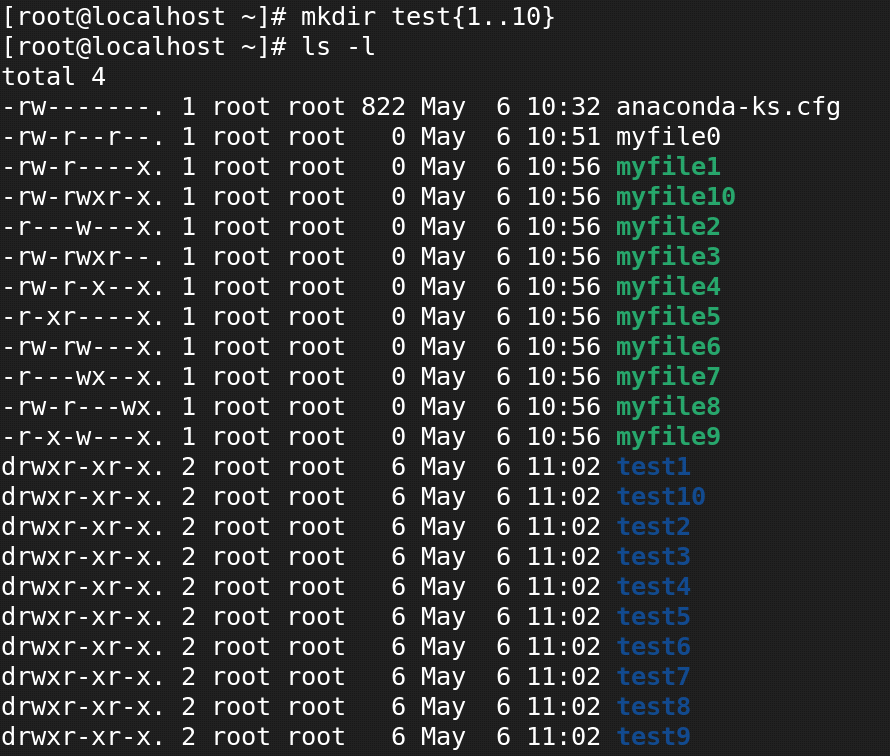 [root@localhost ~]# mkdir test{1..10}
[root@localhost ~]# ls -l
total 4
-rw-------. 1 root root 822 May  6 10:32 anaconda-ks.cfg
-rw-r--r--. 1 root root   0 May  6 10:51 myfile0
-rw-r----x. 1 root root   0 May  6 10:56 myfile1
-rw-rwxr-x. 1 root root   0 May  6 10:56 myfile10
-r---w---x. 1 root root   0 May  6 10:56 myfile2
-rw-rwxr--. 1 root root   0 May  6 10:56 myfile3
-rw-r-x--x. 1 root root   0 May  6 10:56 myfile4
-r-xr----x. 1 root root   0 May  6 10:56 myfile5
-rw-rw---x. 1 root root   0 May  6 10:56 myfile6
-r---wx--x. 1 root root   0 May  6 10:56 myfile7
-rw-r---wx. 1 root root   0 May  6 10:56 myfile8
-r-x-w---x. 1 root root   0 May  6 10:56 myfile9
drwxr-xr-x. 2 root root   6 May  6 11:02 test1
drwxr-xr-x. 2 root root   6 May  6 11:02 test10
drwxr-xr-x. 2 root root   6 May  6 11:02 test2
drwxr-xr-x. 2 root root   6 May  6 11:02 test3
drwxr-xr-x. 2 root root   6 May  6 11:02 test4
drwxr-xr-x. 2 root root   6 May  6 11:02 test5
drwxr-xr-x. 2 root root   6 May  6 11:02 test6
drwxr-xr-x. 2 root root   6 May  6 11:02 test7
drwxr-xr-x. 2 root root   6 May  6 11:02 test8
drwxr-xr-x. 2 root root   6 May  6 11:02 test9